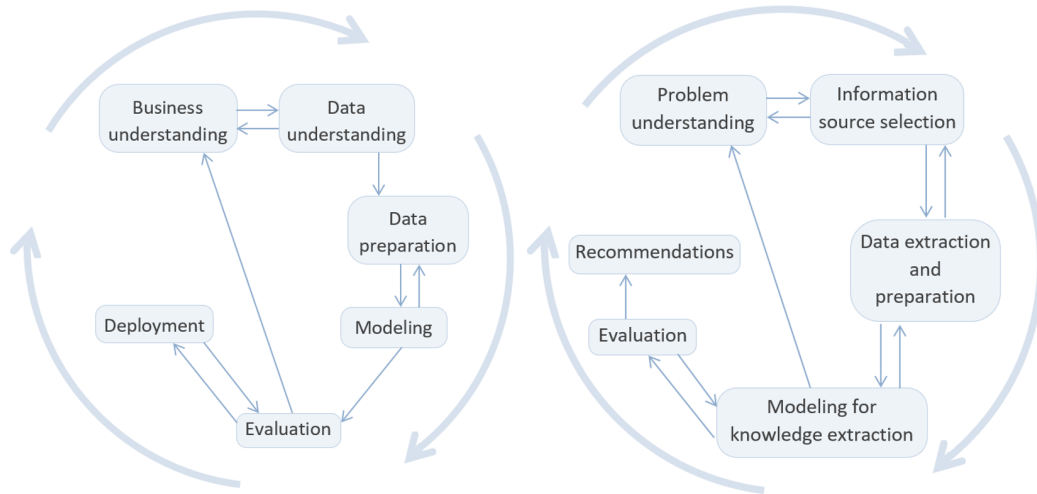 Business
understanding
Data
understanding
Data
preparation
Modeling
Evaluation
Deployment
Problem
understanding
Information
source selection
Data extraction
and
preparation
Modeling for
knowledge extraction
Evaluation
Recommendations